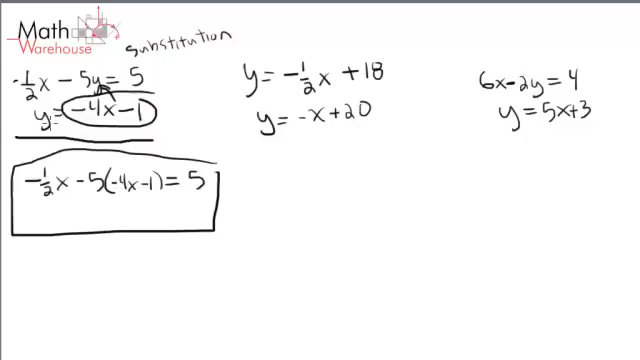 Math
Warehouse
substitution
-1/2x - 5y = 5
y = -4x - 1
-1/2x - 5(-4x - 1) = 5
y = -1/2x + 18
y = -x + 20
6x - 2y = 4
y = 5x + 3